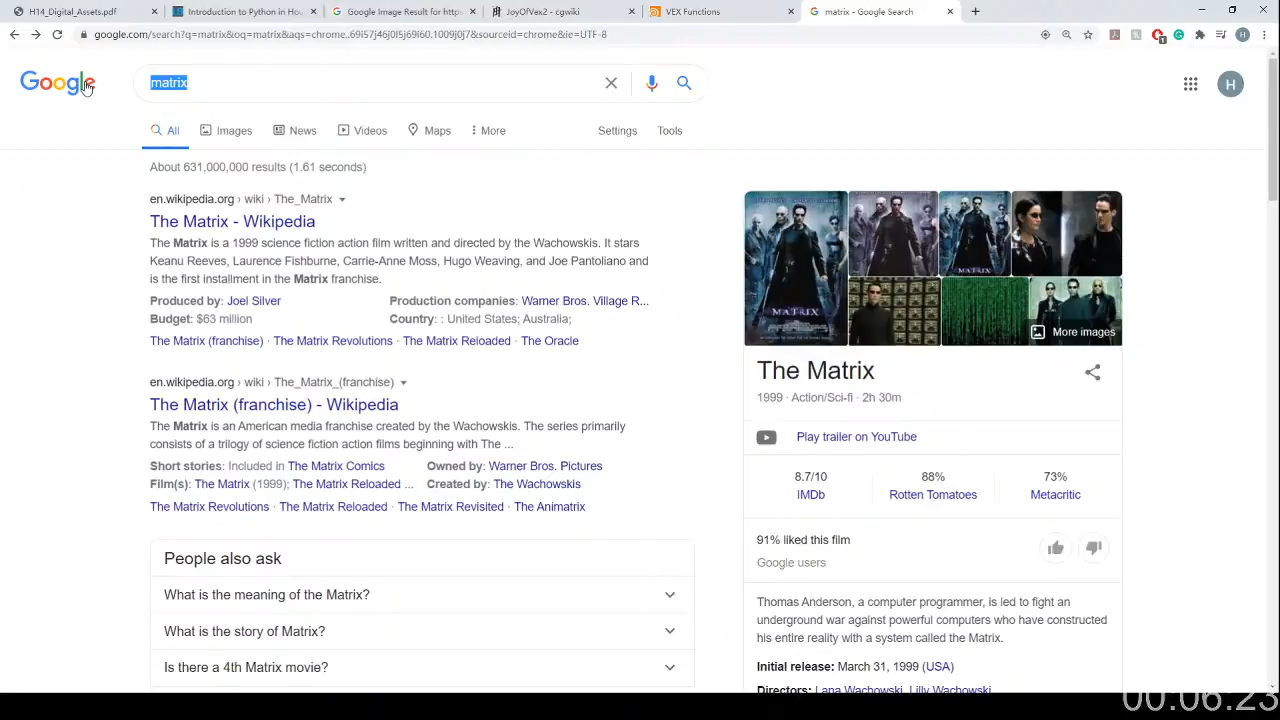 H14_Digital_Assets.pdf
Introduction to Python in Hou
Google Image Result for https:
JoyOfVex2 - cgwiki
VEX Functions
matrix - Google Search
google.com/search?q=matrix&oq=matrix&aqs=chrome..69i57j46j0l5j69i60.1009j0j7&sourceid=chrome&ie=UTF-8
Google
matrix
H
All
Images
News
Videos
Maps
More
Settings
Tools
About 631,000,000 results (1.61 seconds)
en.wikipedia.org › wiki › The_Matrix
The Matrix - Wikipedia
The Matrix is a 1999 science fiction action film written and directed by the Wachowskis. It stars
Keanu Reeves, Laurence Fishburne, Carrie-Anne Moss, Hugo Weaving, and Joe Pantoliano and
is the first installment in the Matrix franchise.
Produced by: Joel Silver
Production companies: Warner Bros. Village R...
Budget: $63 million
Country: : United States; Australia;
The Matrix (franchise) · The Matrix Revolutions · The Matrix Reloaded · The Oracle
en.wikipedia.org › wiki › The_Matrix_(franchise)
The Matrix (franchise) - Wikipedia
The Matrix is an American media franchise created by the Wachowskis. The series primarily
consists of a trilogy of science fiction action films beginning with The ...
Short stories: Included in The Matrix Comics
Owned by: Warner Bros. Pictures
Film(s): The Matrix (1999); The Matrix Reloaded ...
Created by: The Wachowskis
The Matrix Revolutions · The Matrix Reloaded · The Matrix Revisited · The Animatrix
People also ask
What is the meaning of the Matrix?
What is the story of Matrix?
Is there a 4th Matrix movie?
MATRIX
MATRIX
More images
The Matrix
1999 · Action/Sci-fi · 2h 30m
Play trailer on YouTube
8.7/10
IMDb
88%
Rotten Tomatoes
73%
Metacritic
91% liked this film
Google users
Thomas Anderson, a computer programmer, is led to fight an
underground war against powerful computers who have constructed
his entire reality with a system called the Matrix.
Initial release: March 31, 1999 (USA)
Directors: Lana Wachowski, Lilly Wachowski
00:06:23